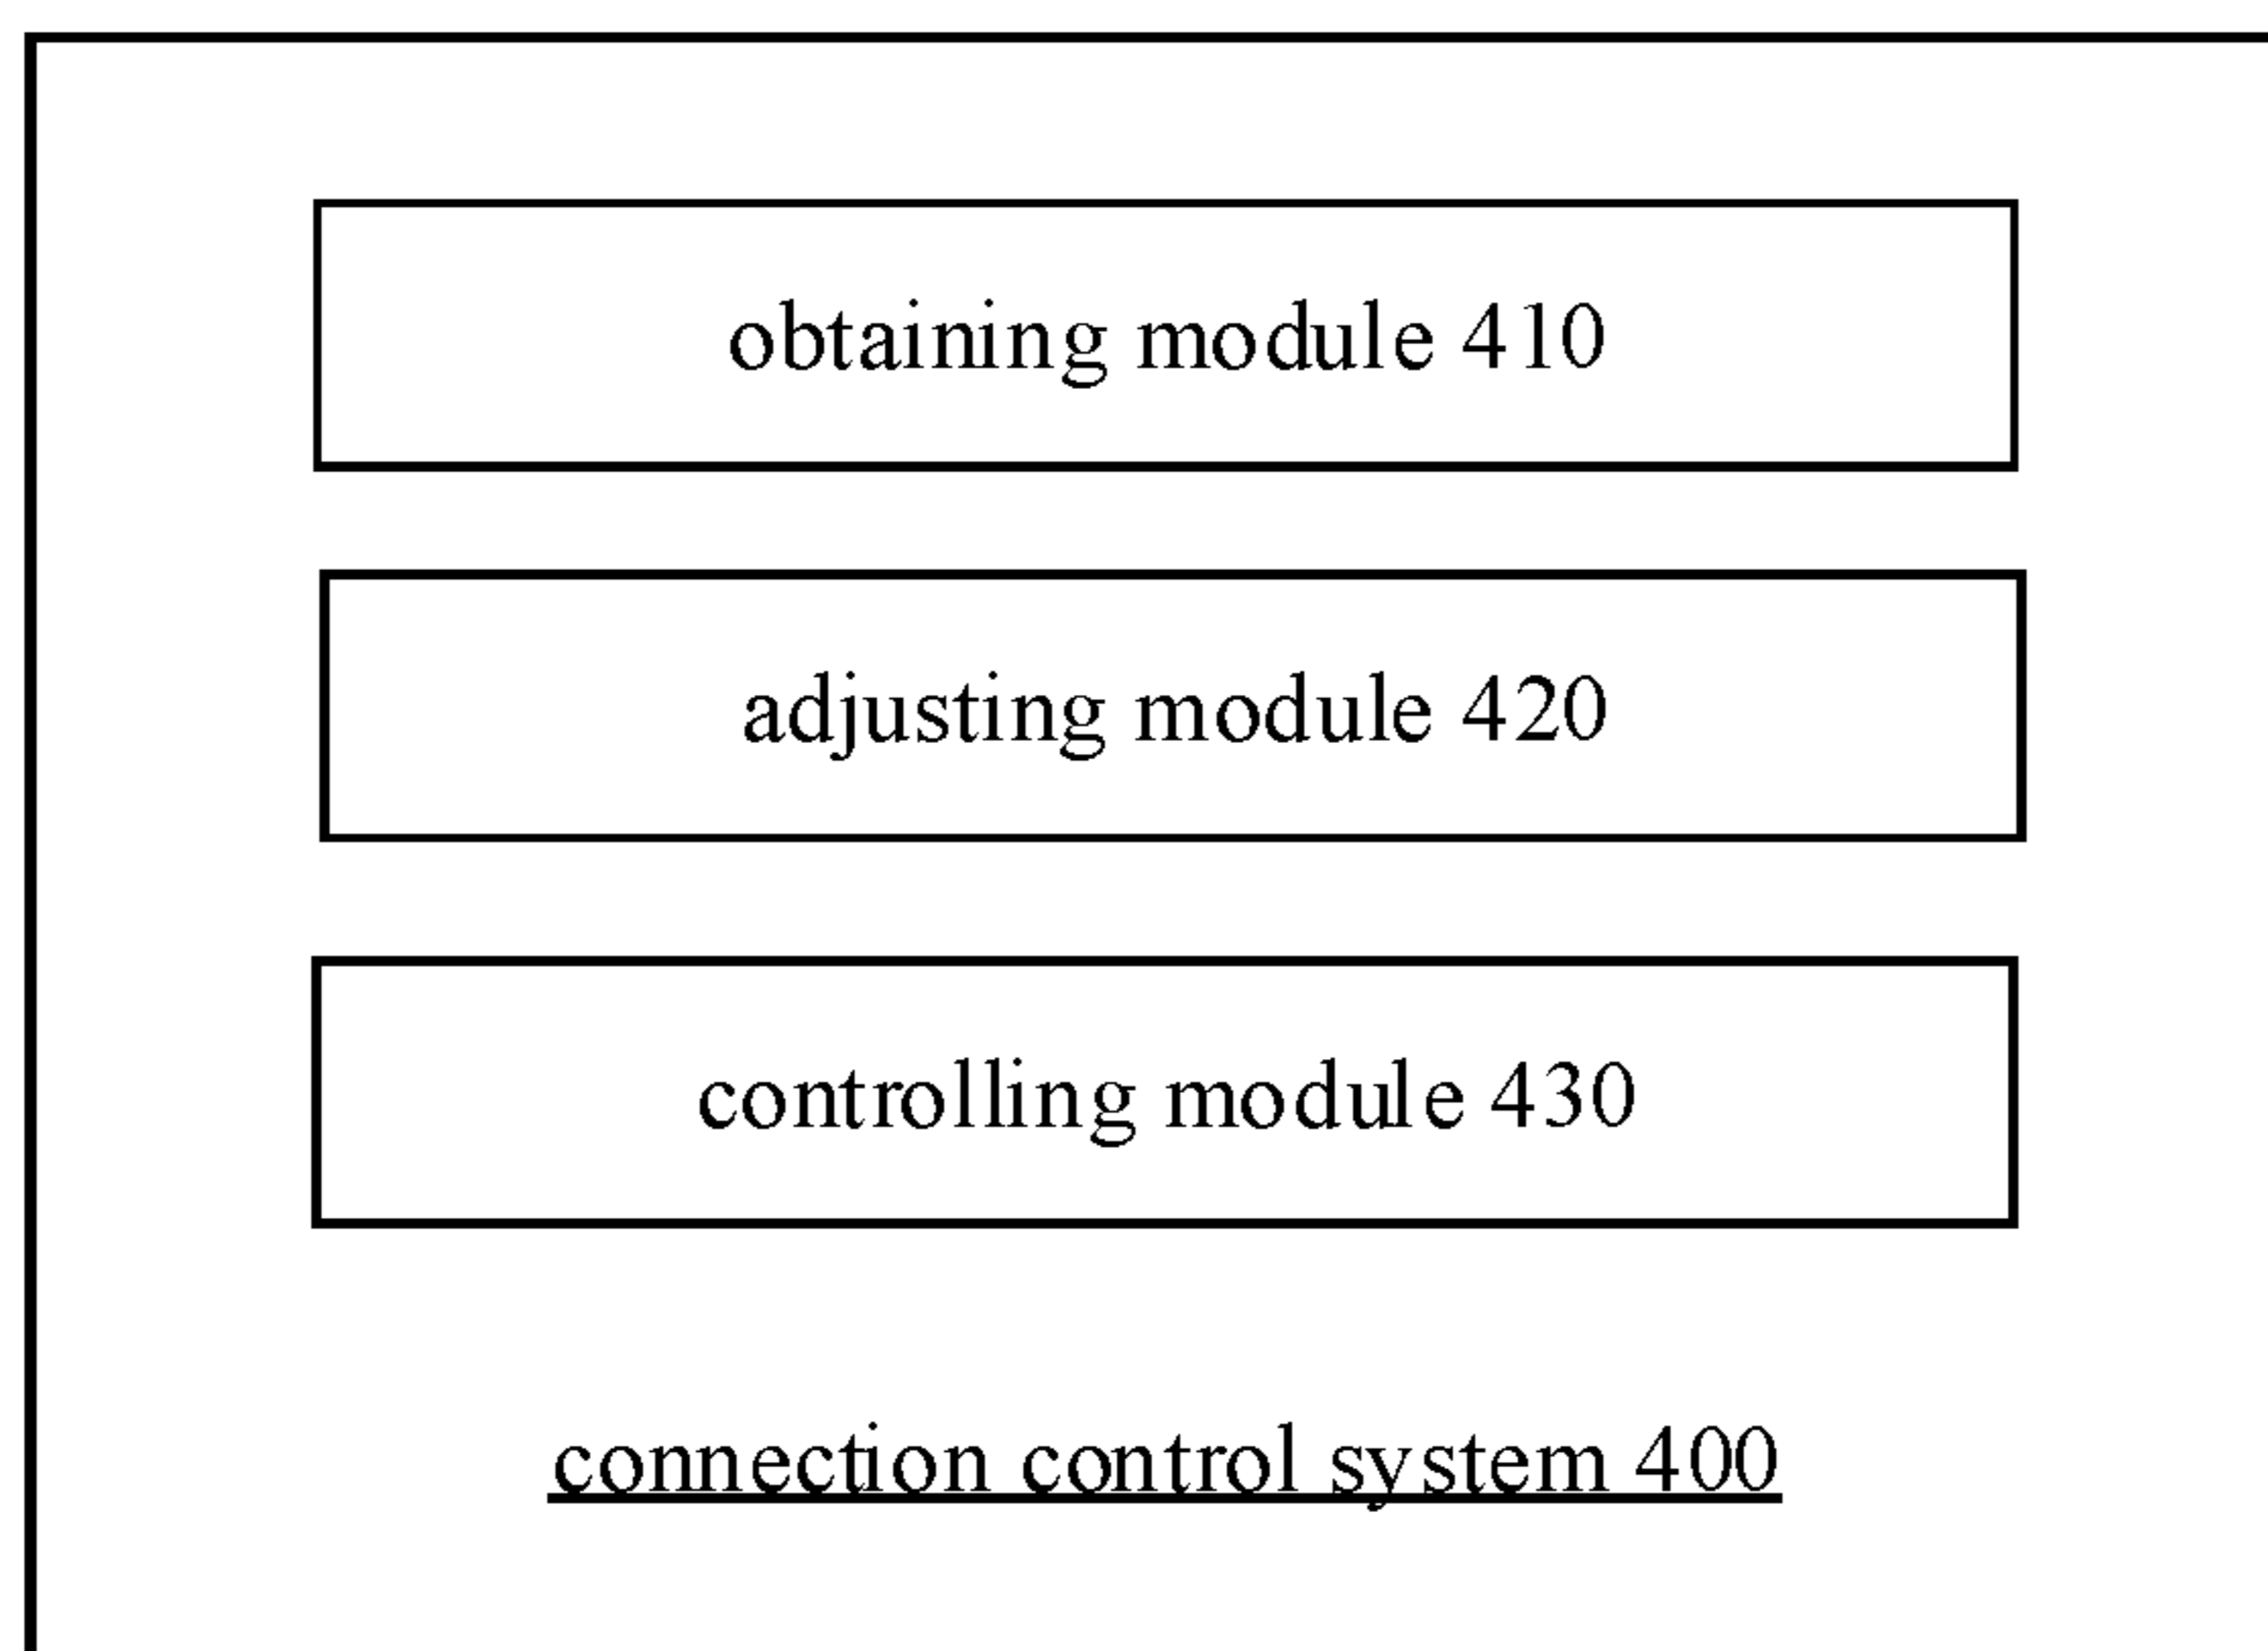 obtaining module 410
adjusting module 420
controlling module 430
connection control system 400